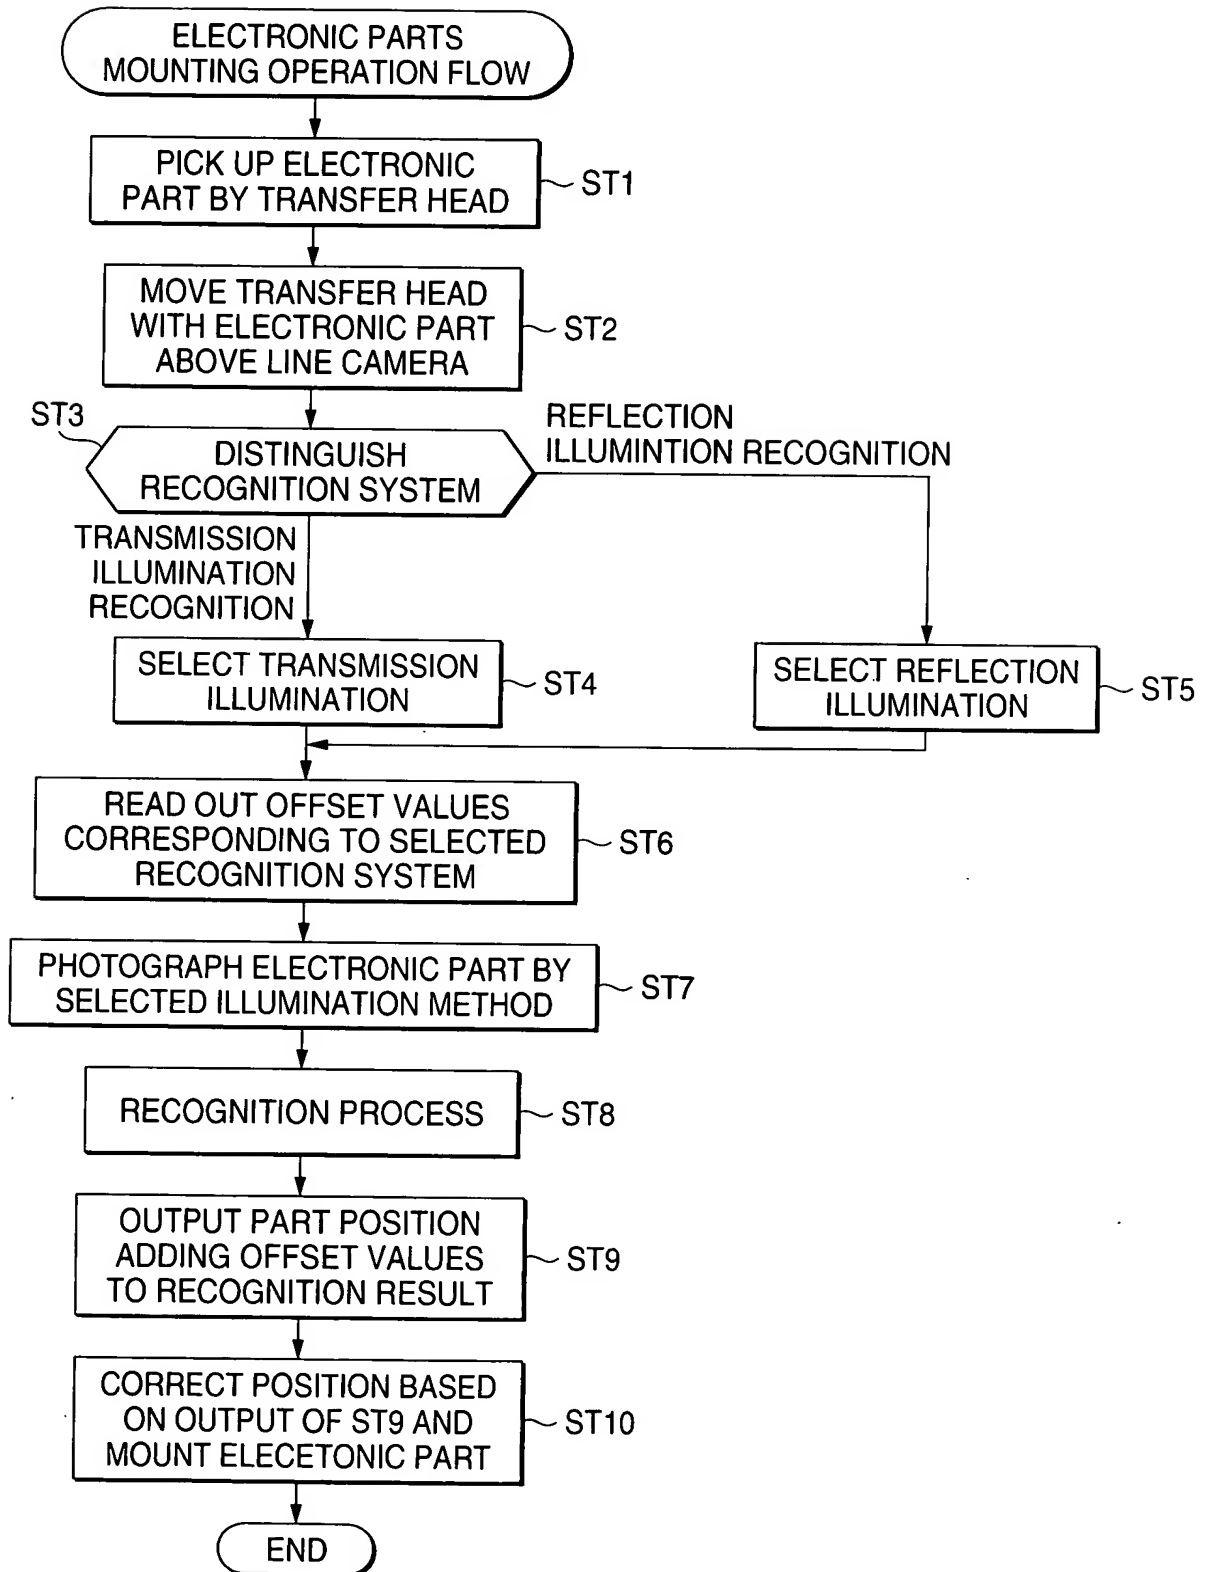 ELECTRONIC PARTS
MOUNTING OPERATION FLOW
PICK UP ELECTRONIC
PART BY TRANSFER HEAD
ST1
MOVE TRANSFER HEAD
WITH ELECTRONIC PART
ABOVE LINE CAMERA
ST2
ST3
DISTINGUISH
RECOGNITION SYSTEM
REFLECTION
ILLUMINTION RECOGNITION
TRANSMISSION
ILLUMINATION
RECOGNITION
SELECT TRANSMISSION
ILLUMINATION
ST4
SELECT REFLECTION
ILLUMINATION
ST5
READ OUT OFFSET VALUES
CORRESPONDING TO SELECTED
RECOGNITION SYSTEM
ST6
PHOTOGRAPH ELECTRONIC PART BY
SELECTED ILLUMINATION METHOD
ST7
RECOGNITION PROCESS
ST8
OUTPUT PART POSITION
ADDING OFFSET VALUES
TO RECOGNITION RESULT
ST9
CORRECT POSITION BASED
ON OUTPUT OF ST9 AND
MOUNT ELECETONIC PART
ST10
END